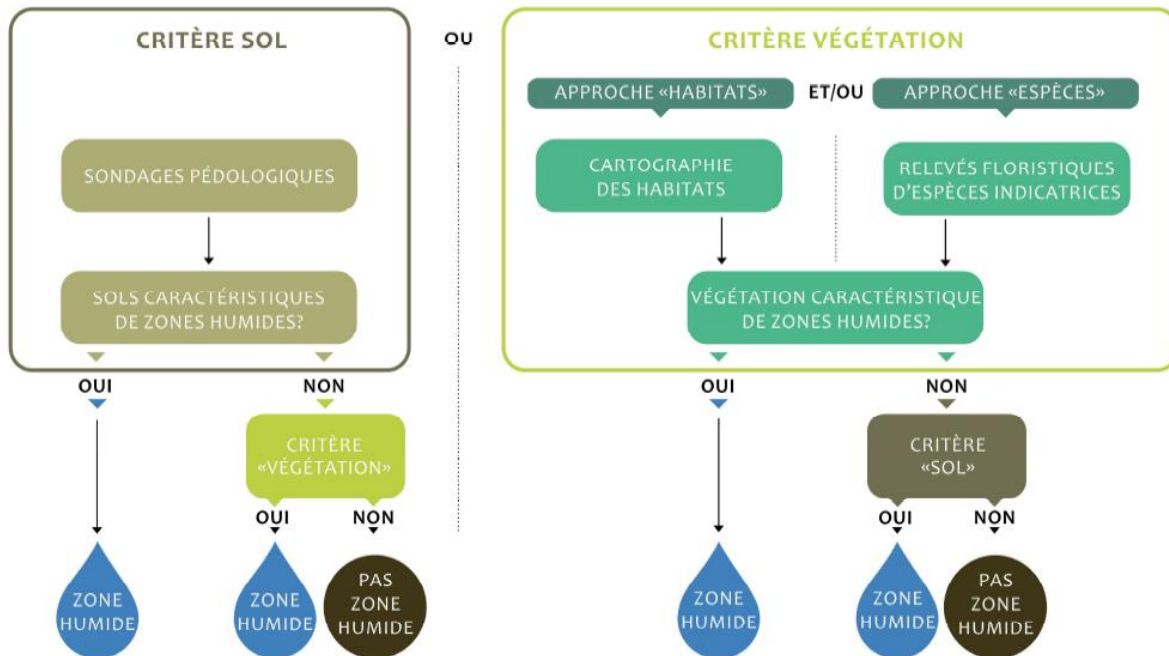 CRITÈRE SOL
SONDAGES PÉDOLOGIQUES
SOLS CARACTÉRISTIQUES
DE ZONES HUMIDES?
OUI
NON
CRITÈRE
«VÉGÉTATION»
OUI
NON
ZONE
HUMIDE
ZONE
HUMIDE
PAS
ZONE
HUMIDE
OU
CRITÈRE VÉGÉTATION
APPROCHE «HABITATS»
ET/OU
APPROCHE «ESPÈCES»
CARTOGRAPHIE
DES HABITATS
RELEVÉS FLORISTIQUES
D'ESPÈCES INDICATRICES
VÉGÉTATION CARACTÉRISTIQUE
DE ZONES HUMIDES?
OUI
NON
CRITÈRE
«SOL»
OUI
NON
ZONE
HUMIDE
ZONE
HUMIDE
PAS
ZONE
HUMIDE